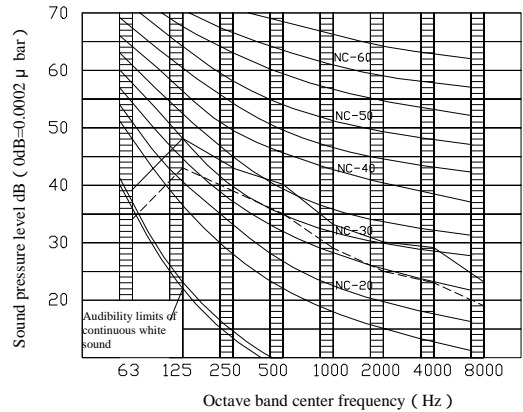 Sound pressure level dB ( 0dB=0.0002 μ bar)
70
60
50
40
30
20
NC-60
NC-50
NC-40
NC-30
NC-20
Audibility limits of
continuous white
sound
63 125 250 500 1000 2000 4000 8000
Octave band center frequency ( Hz )